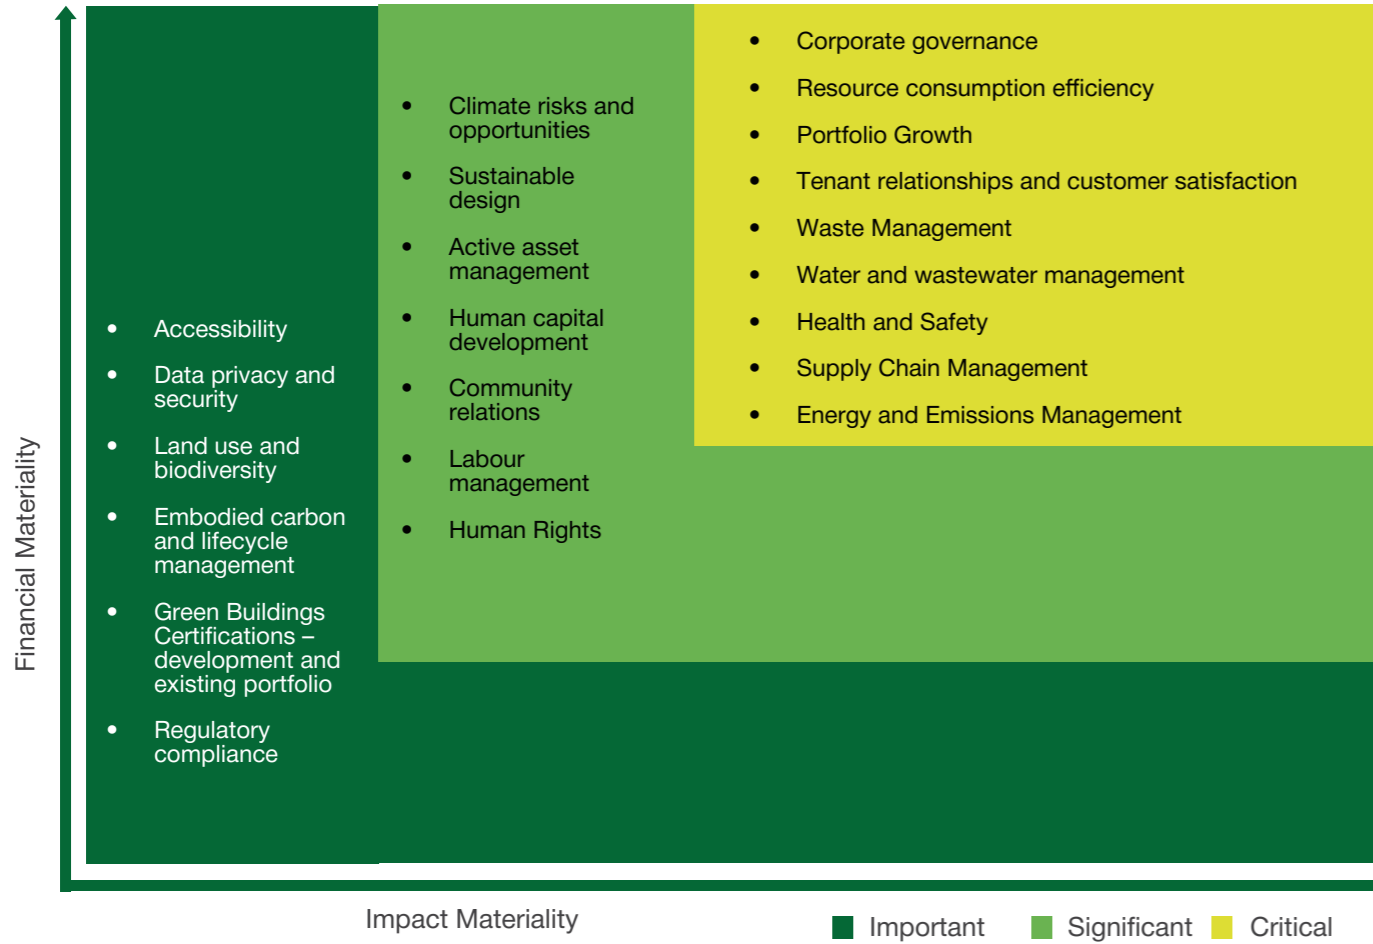 Financial Materiality
• Accessibility
• Data privacy and
security
• Land use and
biodiversity
• Embodied carbon
and lifecycle
management
• Green Buildings
Certifications –
development and
existing portfolio
• Regulatory
compliance
• Climate risks and
opportunities
• Sustainable
design
• Active asset
management
• Human capital
development
• Community
relations
• Labour
management
• Human Rights
• Corporate governance
• Resource consumption efficiency
• Portfolio Growth
• Tenant relationships and customer satisfaction
• Waste Management
• Water and wastewater management
• Health and Safety
• Supply Chain Management
• Energy and Emissions Management
Impact Materiality
Important
Significant
Critical